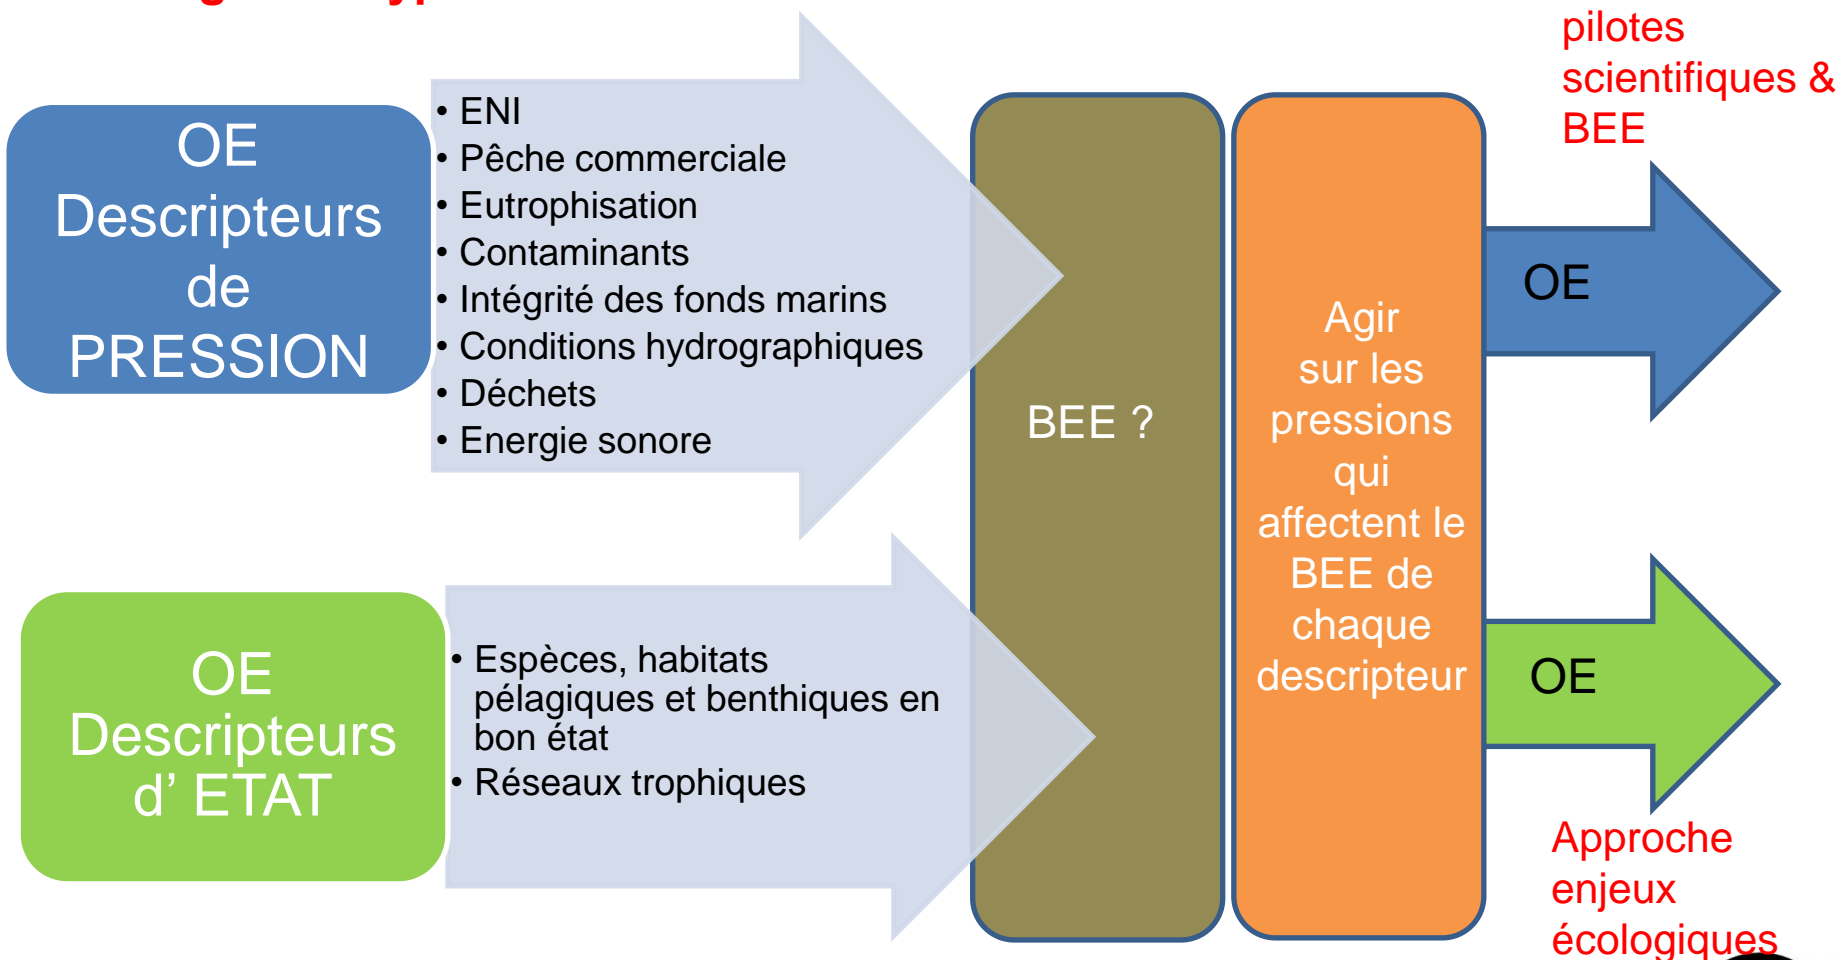 pilotes
scientifiques &
BEE
OE
Descripteurs
de
PRESSION
• ENI
• Pêche commerciale
• Eutrophisation
• Contaminants
• Intégrité des fonds marins
• Conditions hydrographiques
• Déchets
• Energie sonore
BEE ?
Agir
sur les
pressions
qui
affectent le
BEE de
chaque
descripteur
OE
OE
Descripteurs
d’ ETAT
• Espèces, habitats
pélagiques et benthiques en
bon état
• Réseaux trophiques
OE
Approche
enjeux
écologiques